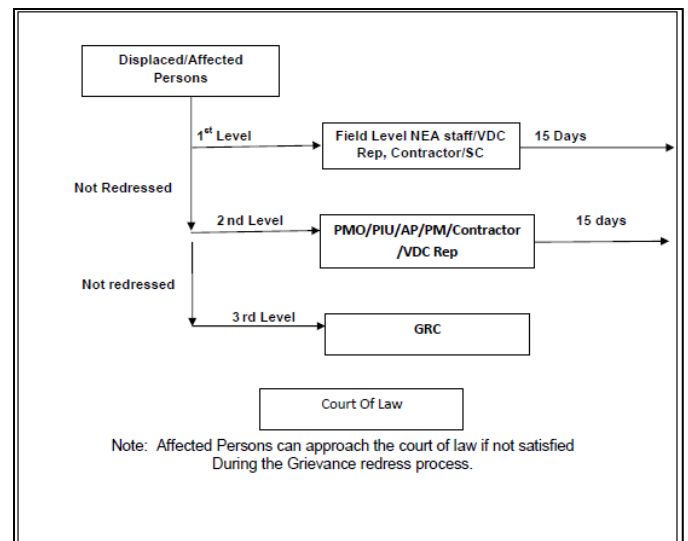 Displaced/Affected
Persons
1st Level
Field Level NEA staff/VDC
Rep, Contractor/SC
15 Days
Not Redressed
2 nd Level
PMO/PIU/AP/PM/Contractor
/VDC Rep
15 days
Not redressed
3 rd Level
GRC
Court Of Law
Note: Affected Persons can approach the court of law if not satisfied
During the Grievance redress process.